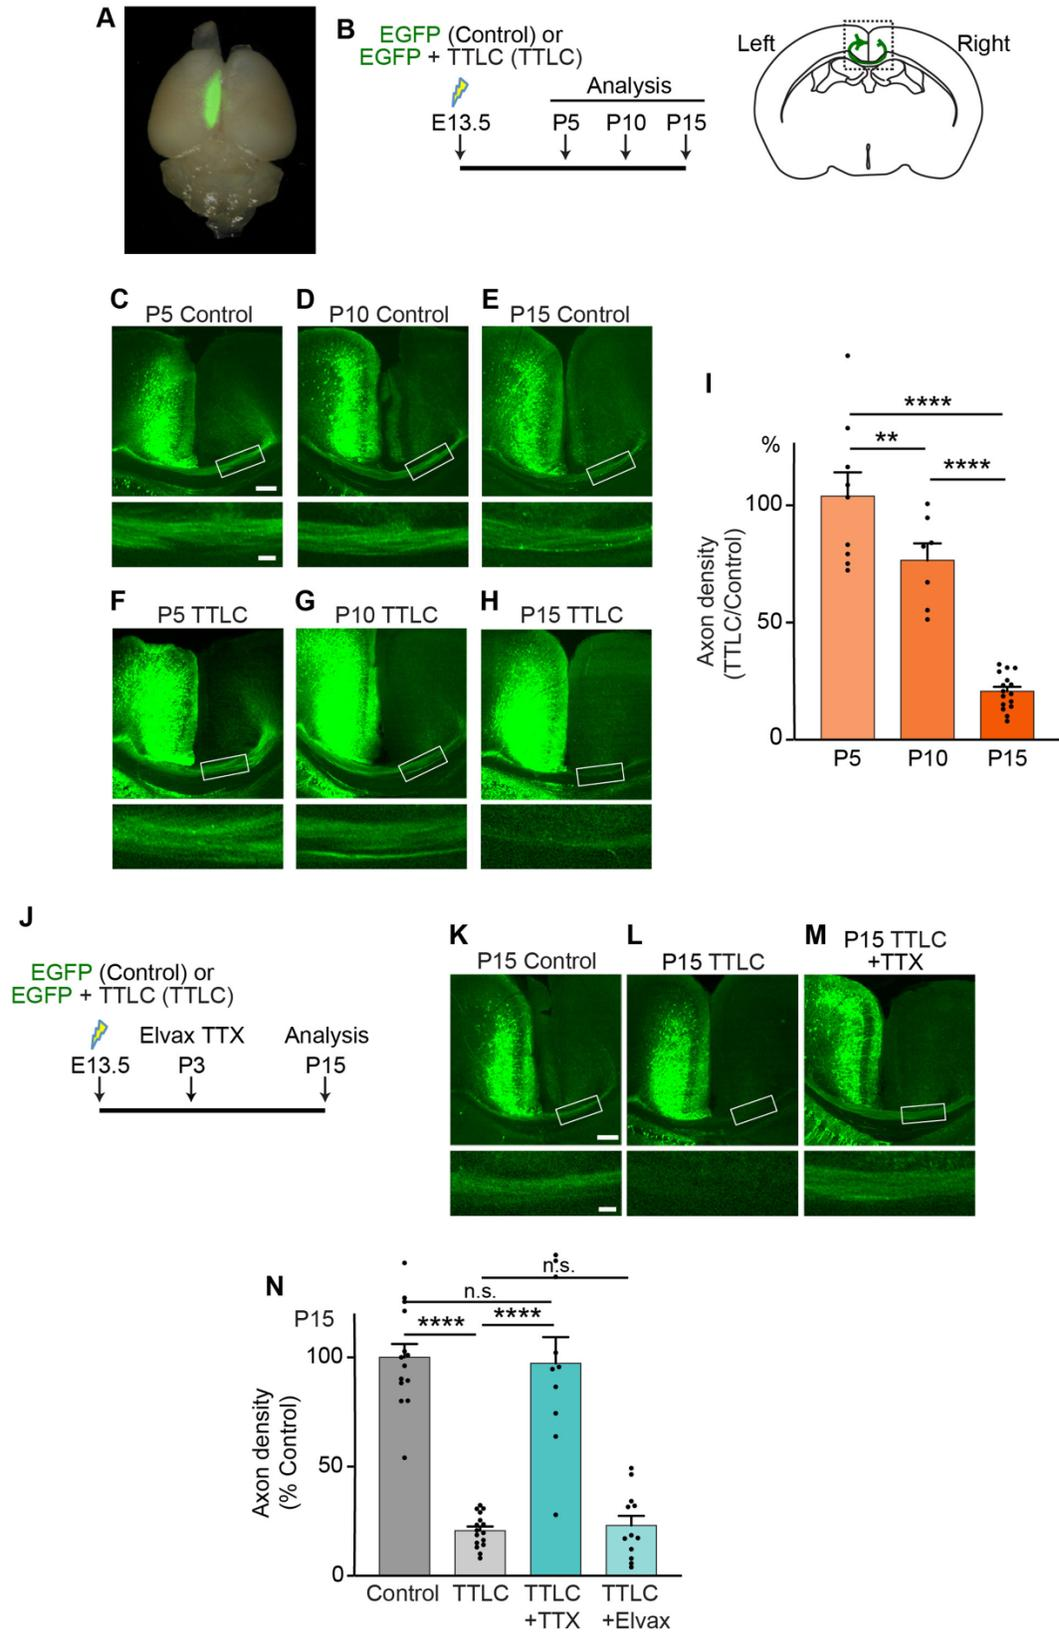 A
B
EGFP (Control) or
EGFP + TTLC (TTLC)
Analysis
E13.5 P5 P10 P15
Left Right
C P5 Control
D P10 Control
E P15 Control
F P5 TTLC
G P10 TTLC
H P15 TTLC
I
****
**
****
%
100
50
0
Axon density
(TTLC/Control)
P5 P10 P15
J
EGFP (Control) or
EGFP + TTLC (TTLC)
Elvax TTX Analysis
E13.5 P3 P15
K P15 Control
L P15 TTLC
M P15 TTLC
+TTX
N
P15
n.s.
n.s.
**** ****
100
50
0
Axon density
(% Control)
Control TTLC TTLC TTLC
+TTX +Elvax